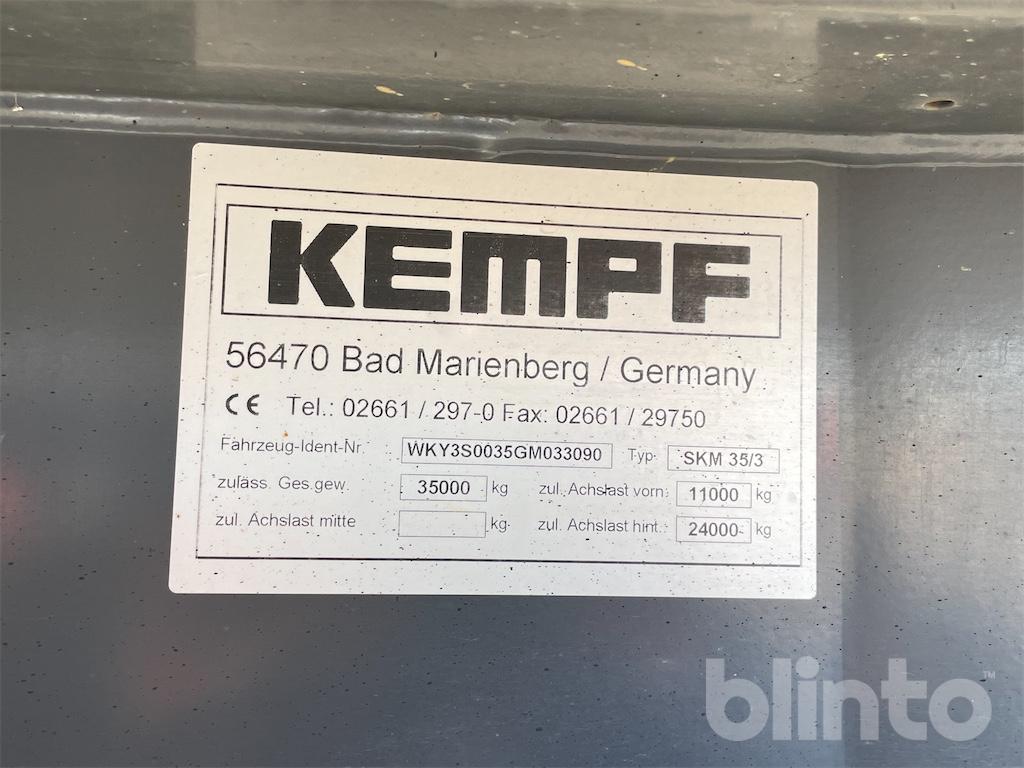 KEMPF
56470 Bad Marienberg / Germany
CE Tel.: 02661 / 297-0 Fax: 02661 / 29750
Fahrzeug-Ident-Nr. WKY3S0035GM033090 Typ SKM 35/3
zuläss. Ges.gew. 35000 kg zul. Achslast vorn: 11000 kg
zul. Achslast mitte kg zul. Achslast hint. 24000 kg
blinto™